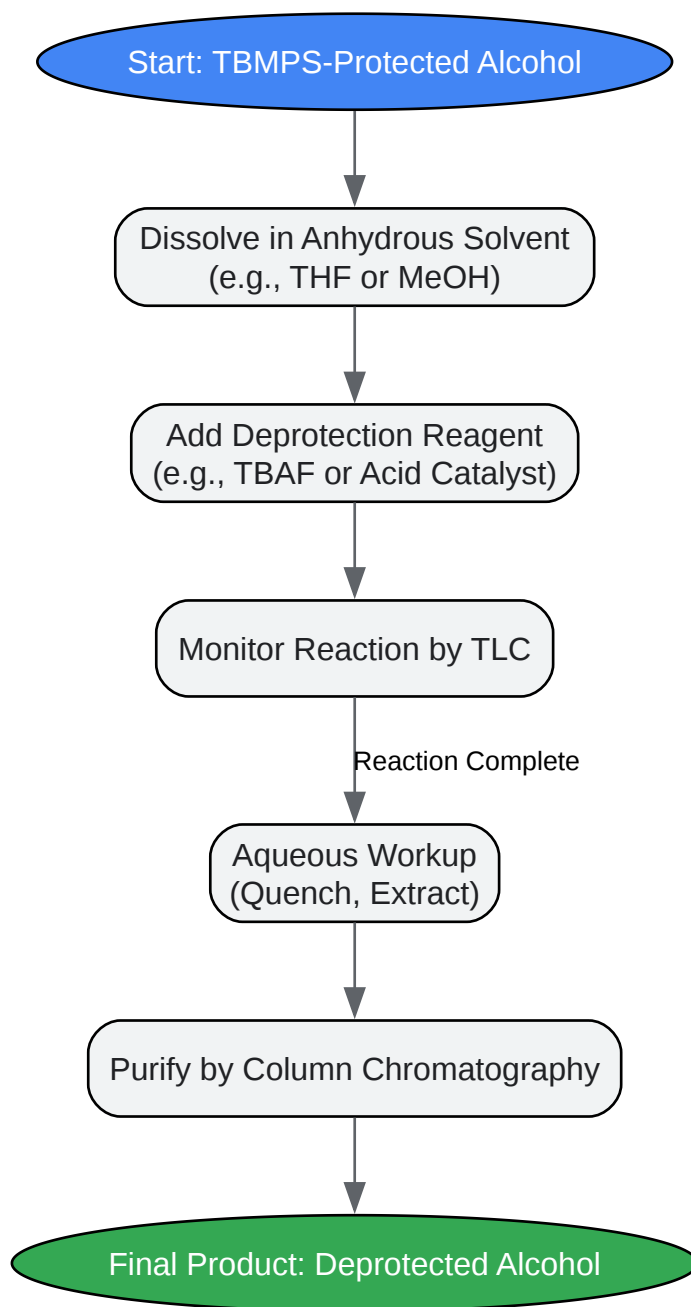 Start: TBMPS-Protected Alcohol
Dissolve in Anhydrous Solvent
(e.g., THF or MeOH)
Add Deprotection Reagent
(e.g., TBAF or Acid Catalyst)
Monitor Reaction by TLC
Reaction Complete
Aqueous Workup
(Quench, Extract)
Purify by Column Chromatography
Final Product: Deprotected Alcohol